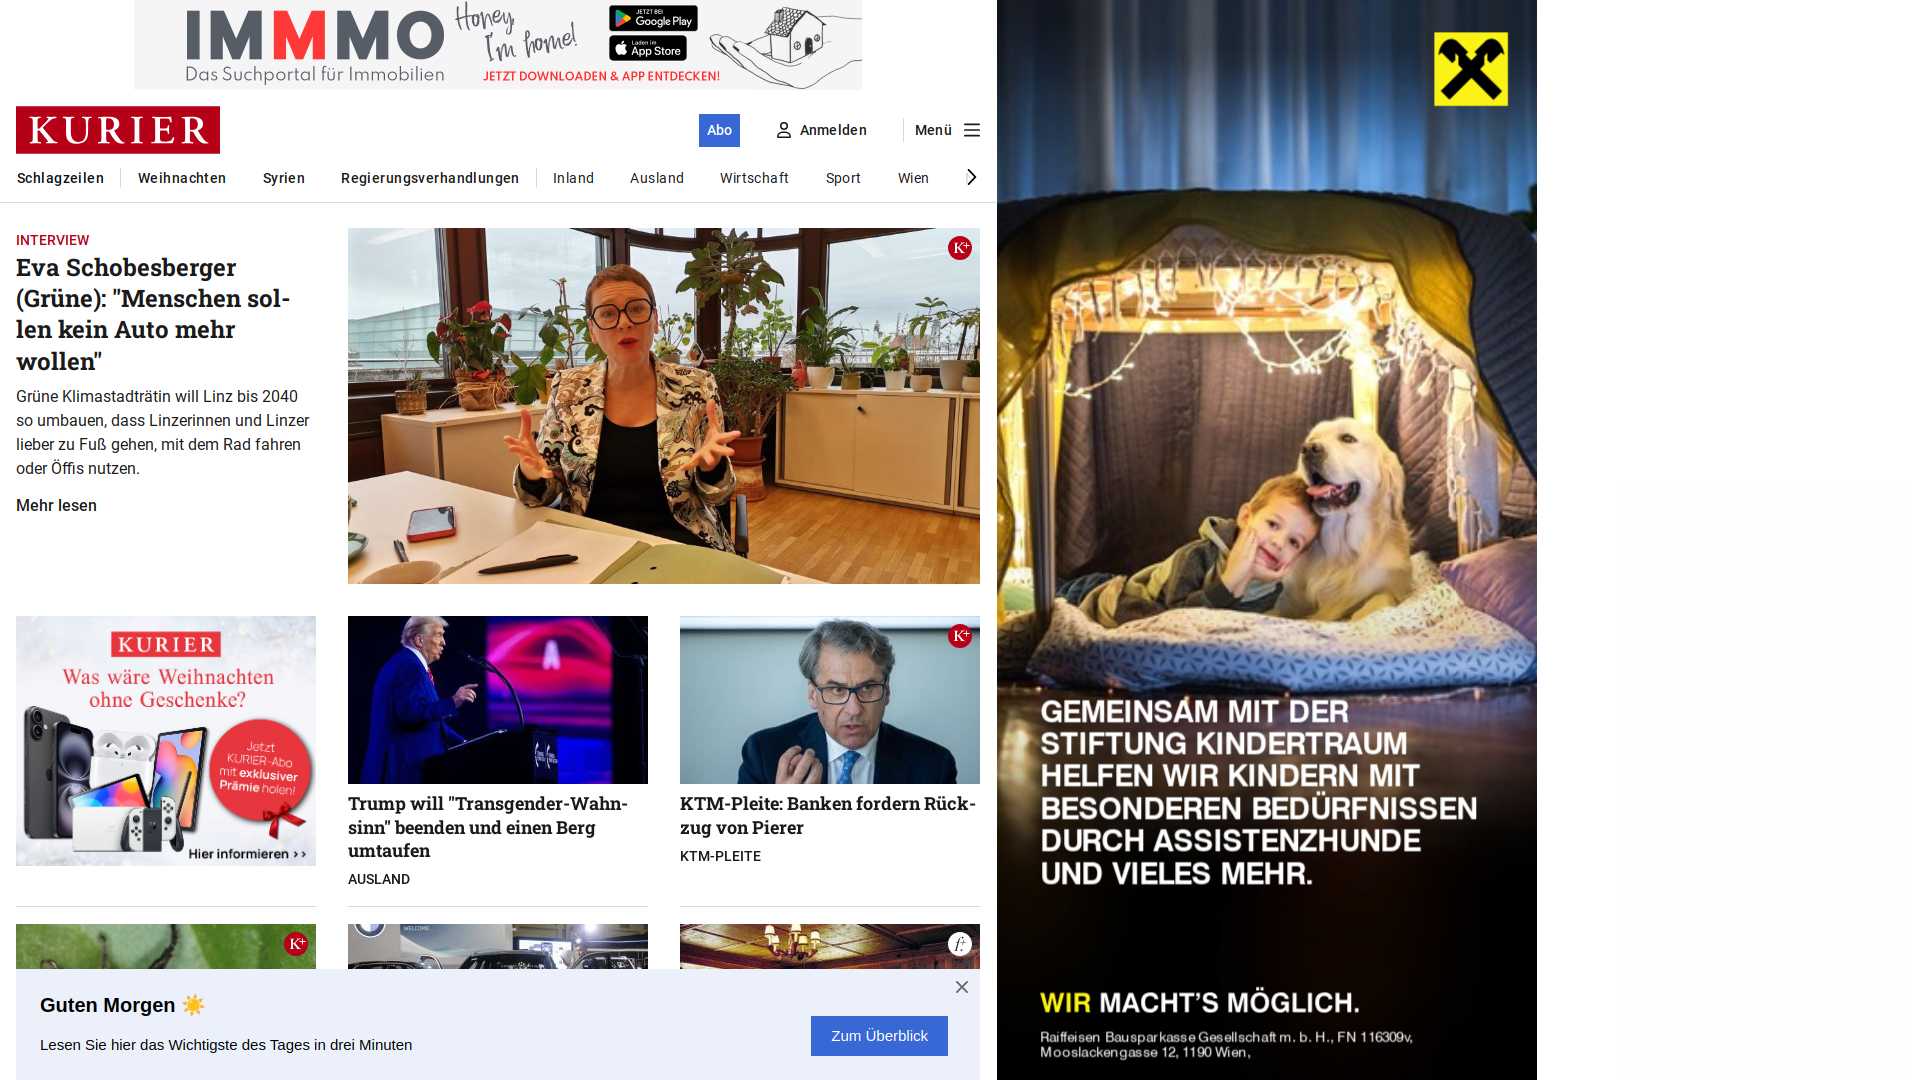 IMMMO
Das Suchportal für Immobilien
Honey, I'm home!
JETZT BEI
Google Play
Laden im
App Store
JETZT DOWNLOADEN & APP ENTDECKEN!
KURIER
Abo
Anmelden
Menü
Schlagzeilen
Weihnachten
Syrien
Regierungsverhandlungen
Inland
Ausland
Wirtschaft
Sport
Wien
INTERVIEW
Eva Schobesberger
(Grüne): "Menschen sol-
len kein Auto mehr
wollen"
Grüne Klimastadträtin will Linz bis 2040
so umbauen, dass Linzerinnen und Linzer
lieber zu Fuß gehen, mit dem Rad fahren
oder Öffis nutzen.
Mehr lesen
K+
KURIER
Was wäre Weihnachten
ohne Geschenke?
Jetzt
KURIER-Abo
mit exklusiver
Prämie holen!
Hier informieren >>
Trump will "Transgender-Wahn-
sinn" beenden und einen Berg
umtaufen
AUSLAND
K+
KTM-Pleite: Banken fordern Rück-
zug von Pierer
KTM-PLEITE
K+
WELCOME
f+
Guten Morgen ☀️
Lesen Sie hier das Wichtigste des Tages in drei Minuten
Zum Überblick
GEMEINSAM MIT DER
STIFTUNG KINDERTRAUM
HELFEN WIR KINDERN MIT
BESONDEREN BEDÜRFNISSEN
DURCH ASSISTENZHUNDE
UND VIELES MEHR.
WIR MACHT'S MÖGLICH.
Raiffeisen Bausparkasse Gesellschaft m. b. H., FN 116309v,
Mooslackengasse 12, 1190 Wien,